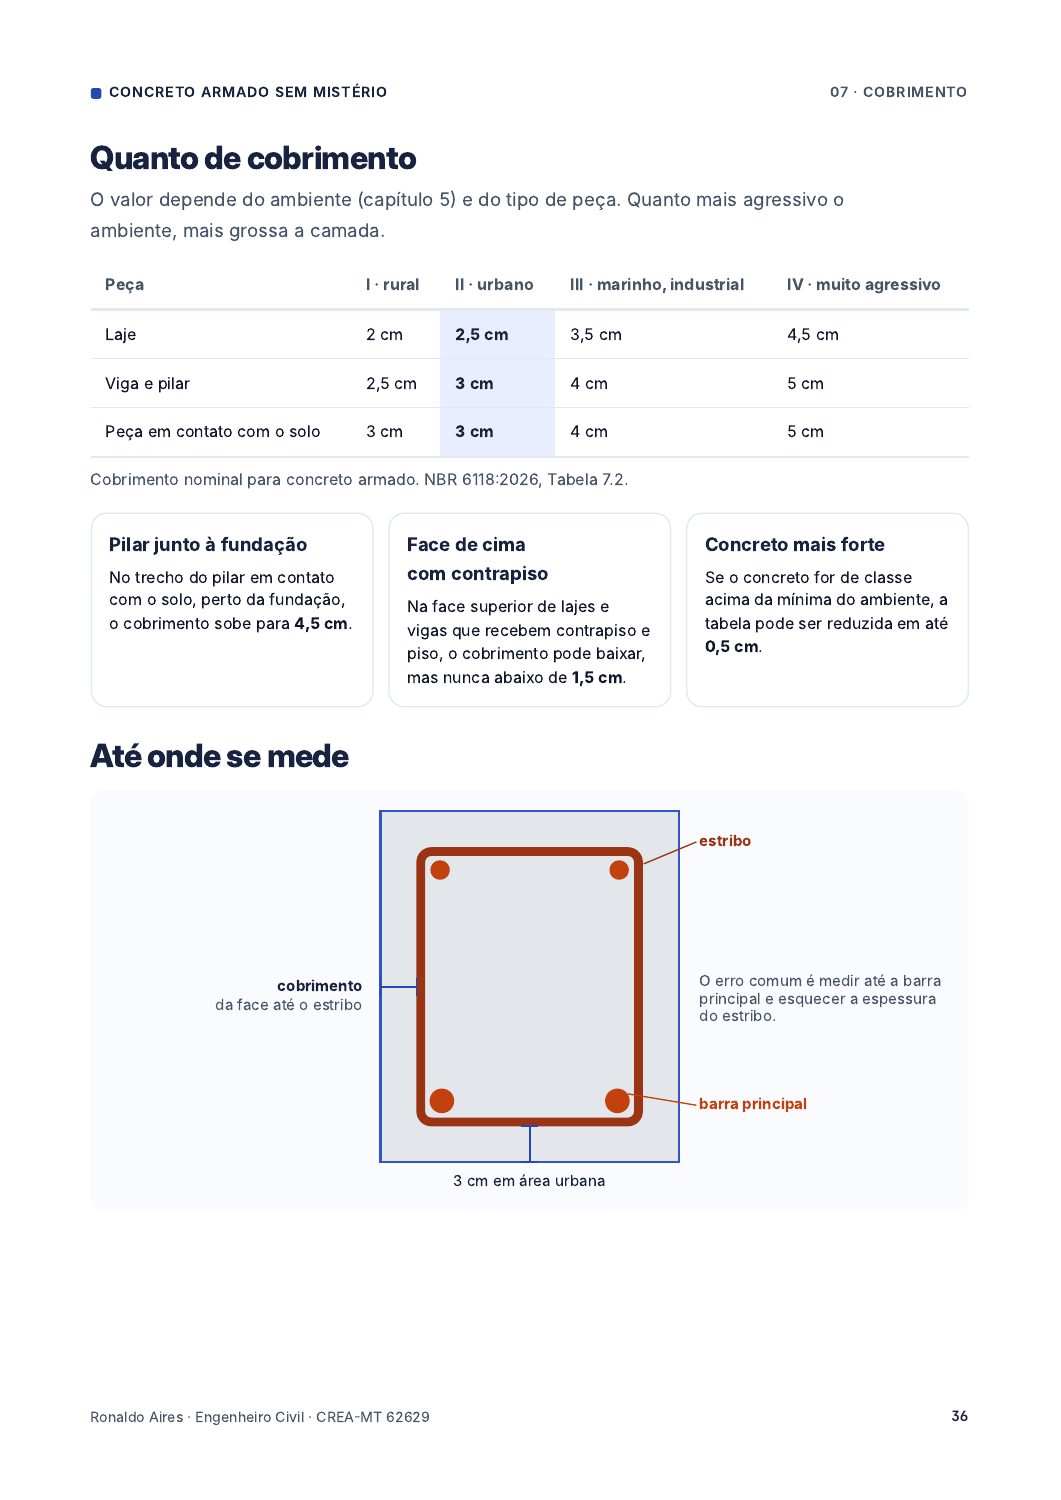 CONCRETO ARMADO SEM MISTÉRIO
07 · COBRIMENTO
Quanto de cobrimento
O valor depende do ambiente (capítulo 5) e do tipo de peça. Quanto mais agressivo o
ambiente, mais grossa a camada.
Peça I · rural II · urbano III · marinho, industrial IV · muito agressivo
Laje 2 cm 2,5 cm 3,5 cm 4,5 cm
Viga e pilar 2,5 cm 3 cm 4 cm 5 cm
Peça em contato com o solo 3 cm 3 cm 4 cm 5 cm
Cobrimento nominal para concreto armado. NBR 6118:2026, Tabela 7.2.
Pilar junto à fundação
No trecho do pilar em contato
com o solo, perto da fundação,
o cobrimento sobe para 4,5 cm.
Face de cima
com contrapiso
Na face superior de lajes e
vigas que recebem contrapiso e
piso, o cobrimento pode baixar,
mas nunca abaixo de 1,5 cm.
Concreto mais forte
Se o concreto for de classe
acima da mínima do ambiente, a
tabela pode ser reduzida em até
0,5 cm.
Até onde se mede
estribo
cobrimento
da face até o estribo
O erro comum é medir até a barra
principal e esquecer a espessura
do estribo.
barra principal
3 cm em área urbana
Ronaldo Aires · Engenheiro Civil · CREA-MT 62629
36